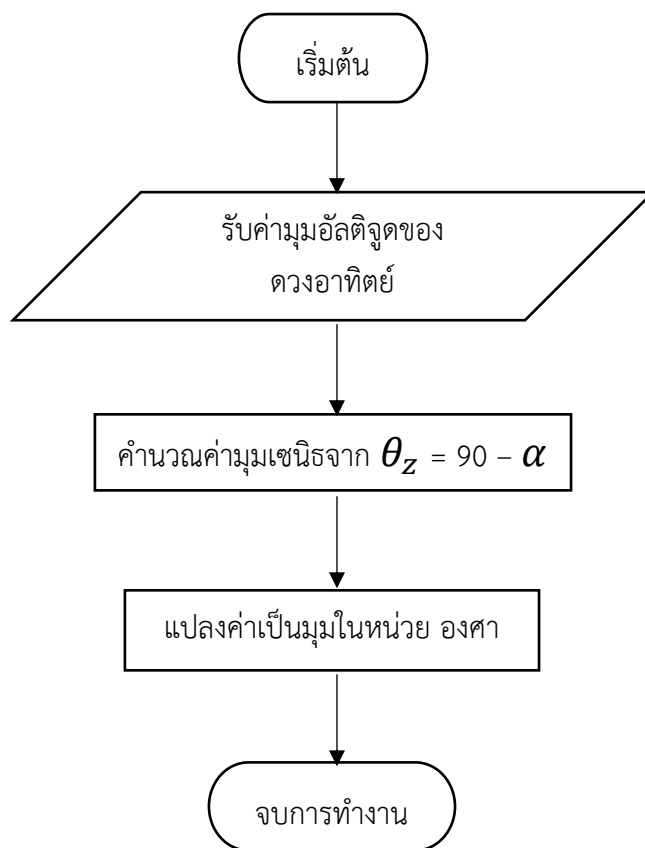 เริ่มต้น
รับค่ามุมอัลติจูดของ
ดวงอาทิตย์
คำนวณค่ามุมเซนิธจาก θz = 90 – α
แปลงค่าเป็นมุมในหน่วย องศา
จบการทำงาน